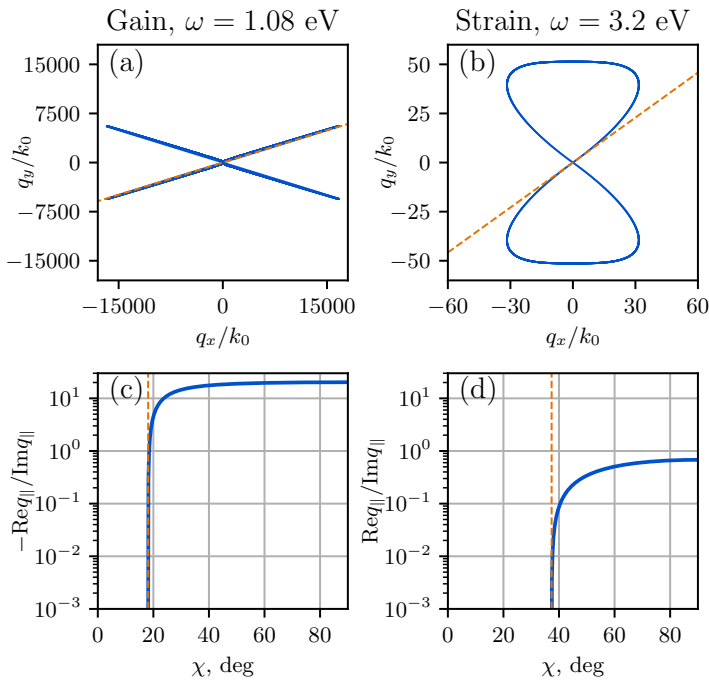 Gain, ω = 1.08 eV
Strain, ω = 3.2 eV
(a)
15000
7500
0
−7500
−15000
q_y/k_0
−15000 0 15000
q_x/k_0
(b)
50
25
0
−25
−50
q_y/k_0
−60 −30 0 30 60
q_x/k_0
(c)
10^1
10^0
10^−1
10^−2
10^−3
−Req_∥/Imq_∥
0 20 40 60 80
χ, deg
(d)
10^1
10^0
10^−1
10^−2
10^−3
Req_∥/Imq_∥
0 20 40 60 80
χ, deg